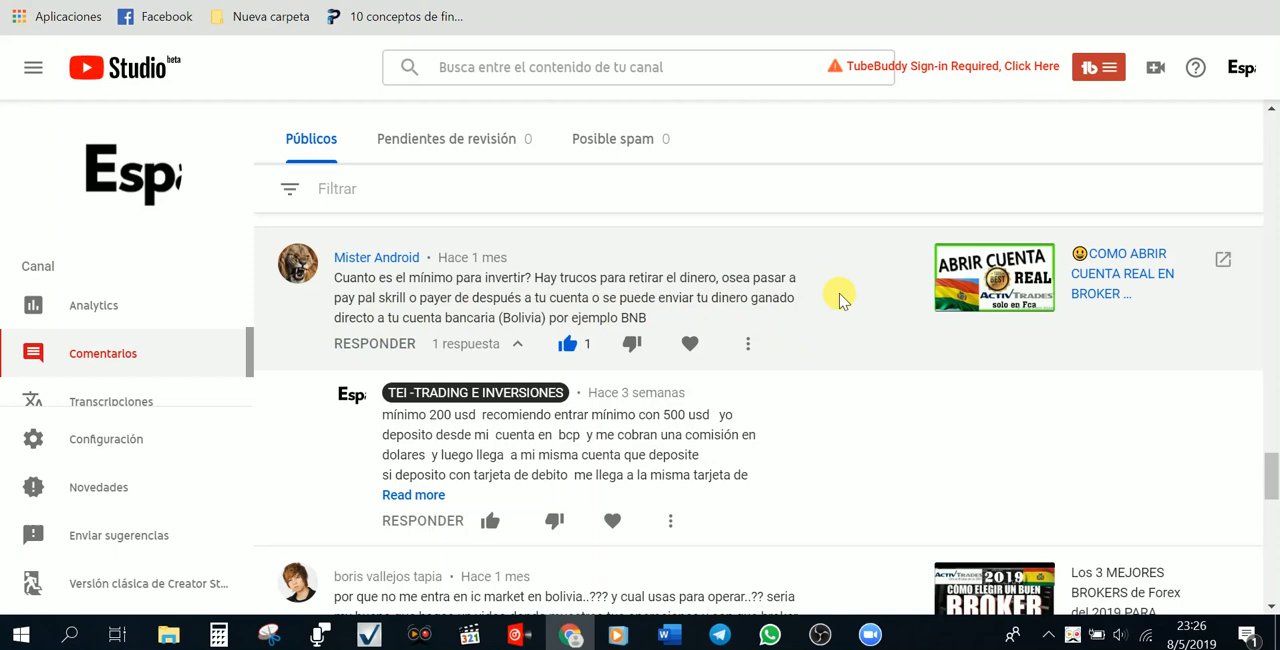 Aplicaciones Facebook Nueva carpeta 10 conceptos de fin...
Studio beta
Busca entre el contenido de tu canal
TubeBuddy Sign-in Required, Click Here
tb
Esp
Esp
Públicos Pendientes de revisión 0 Posible spam 0
Filtrar
Canal
Analytics
Comentarios
Transcripciones
Configuración
Novedades
Enviar sugerencias
Versión clásica de Creator St...
Mister Android • Hace 1 mes
Cuanto es el mínimo para invertir? Hay trucos para retirar el dinero, osea pasar a
pay pal skrill o payer de después a tu cuenta o se puede enviar tu dinero ganado
directo a tu cuenta bancaria (Bolivia) por ejemplo BNB
RESPONDER 1 respuesta 1
ABRIR CUENTA
BEST
REAL
ACTIVTRADES
solo en Fca
COMO ABRIR
CUENTA REAL EN
BROKER ...
Esp
TEI -TRADING E INVERSIONES • Hace 3 semanas
mínimo 200 usd recomiendo entrar mínimo con 500 usd yo
deposito desde mi cuenta en bcp y me cobran una comisión en
dolares y luego llega a mi misma cuenta que deposite
si deposito con tarjeta de debito me llega a la misma tarjeta de
Read more
RESPONDER
boris vallejos tapia • Hace 1 mes
por que no me entra en ic market en bolivia..??? y cual usas para operar..?? seria
ACTIVTRADES 2019
COMO ELEGIR UN BUEN
BROKER
Los 3 MEJORES
BROKERS de Forex
del 2019 PARA
321
23:26
8/5/2019
1